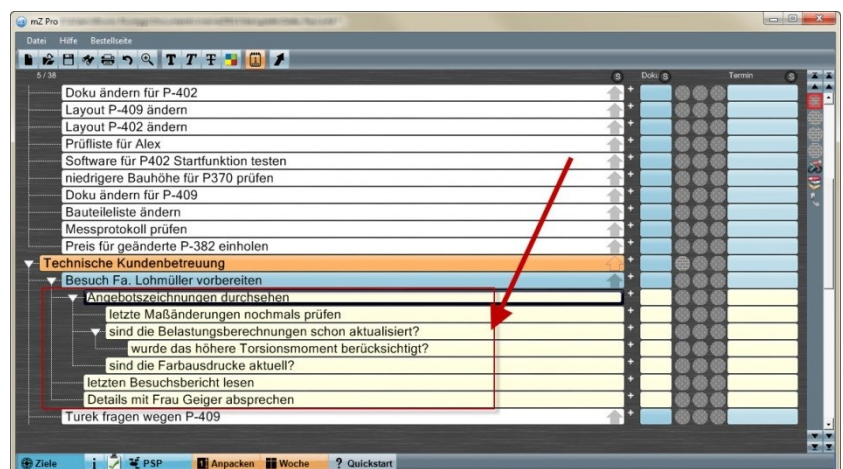 mZ Pro
Datei Hilfe Bestellseite
T T T
5 / 38 S Doku S Termin S
Doku ändern für P-402
Layout P-409 ändern
Layout P-402 ändern
Prüfliste für Alex
Software für P402 Startfunktion testen
niedrigere Bauhöhe für P370 prüfen
Doku ändern für P-409
Bauteileliste ändern
Messprotokoll prüfen
Preis für geänderte P-382 einholen
Technische Kundenbetreuung
Besuch Fa. Lohmüller vorbereiten
Angebotszeichnungen durchsehen
letzte Maßänderungen nochmals prüfen
sind die Belastungsberechnungen schon aktualisiert?
wurde das höhere Torsionsmoment berücksichtigt?
sind die Farbausdrucke aktuell?
letzten Besuchsbericht lesen
Details mit Frau Geiger absprechen
Turek fragen wegen P-409
Ziele i PSP Anpacken Woche ? Quickstart